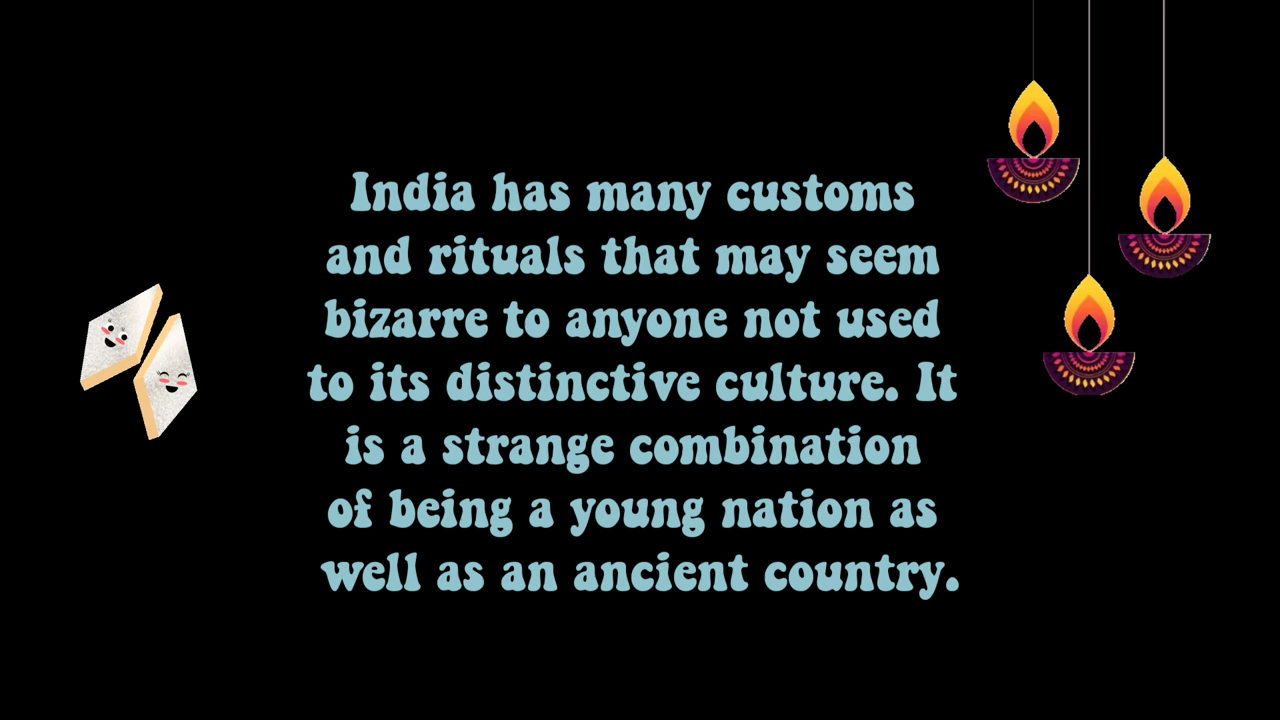 India has many customs
and rituals that may seem
bizarre to anyone not used
to its distinctive culture. It
is a strange combination
of being a young nation as
well as an ancient country.